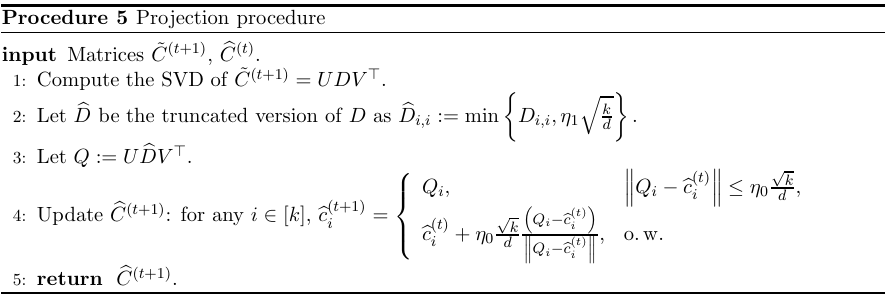 Procedure 5 Projection procedure
input Matrices $\tilde{C}^{(t+1)}$, $\widehat{C}^{(t)}$.
1: Compute the SVD of $\tilde{C}^{(t+1)} = UDV^\top$.
2: Let $\widehat{D}$ be the truncated version of $D$ as $\widehat{D}_{i,i} := \min\left\{D_{i,i}, \eta_1\sqrt{\frac{k}{d}}\right\}$.
3: Let $Q := U\widehat{D}V^\top$.
4: Update $\widehat{C}^{(t+1)}$: for any $i \in [k]$, $\widehat{c}_i^{(t+1)} = \begin{cases} Q_i, & \left\|Q_i - \widehat{c}_i^{(t)}\right\| \leq \eta_0\frac{\sqrt{k}}{d}, \\ \widehat{c}_i^{(t)} + \eta_0\frac{\sqrt{k}}{d}\frac{\left(Q_i - \widehat{c}_i^{(t)}\right)}{\left\|Q_i - \widehat{c}_i^{(t)}\right\|}, & \text{o.w.} \end{cases}$
5: return $\widehat{C}^{(t+1)}$.